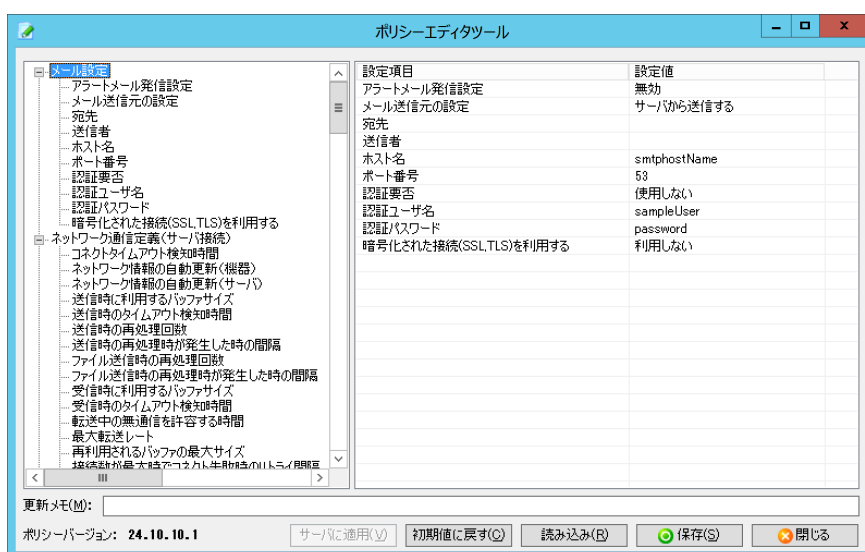 ポリシーエディタツール
メール設定
アラートメール発信設定
メール送信元の設定
宛先
送信者
ホスト名
ポート番号
認証要否
認証ユーザ名
認証パスワード
暗号化された接続(SSL,TLS)を利用する
ネットワーク通信定義(サーバ接続)
コネクトタイムアウト検知時間
ネットワーク情報の自動更新(機器)
ネットワーク情報の自動更新(サーバ)
送信時に利用するバッファサイズ
送信時のタイムアウト検知時間
送信時の再処理回数
送信時の再処理時が発生した時の間隔
ファイル送信時の再処理回数
ファイル送信時の再処理時が発生した時の間隔
受信時に利用するバッファサイズ
受信時のタイムアウト検知時間
転送中の無通信を許容する時間
最大転送レート
再利用されるバッファの最大サイズ
接続数が最大時でコネクト失敗時のリトライ間隔
設定項目 設定値
アラートメール発信設定 無効
メール送信元の設定 サーバから送信する
宛先
送信者
ホスト名 smtphostName
ポート番号 53
認証要否 使用しない
認証ユーザ名 sampleUser
認証パスワード password
暗号化された接続(SSL,TLS)を利用する 利用しない
更新メモ(M):
ポリシーバージョン: 24.10.10.1 サーバに適用(V) 初期値に戻す(C) 読み込み(R) 保存(S) 閉じる